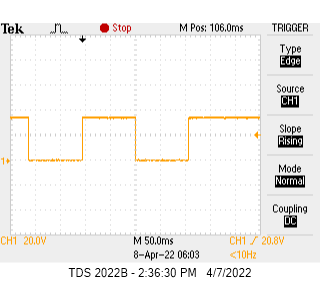 Tek Stop M Pos: 106.0ms TRIGGER
Type
Edge
Source
CH1
Slope
Rising
Mode
Normal
Coupling
DC
1
CH1 20.0V M 50.0ms CH1 20.8V
8-Apr-22 06:03 <10Hz
TDS 2022B - 2:36:30 PM 4/7/2022